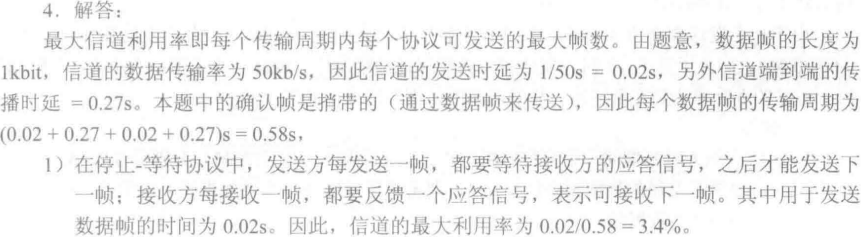 4．解答：
最大信道利用率即每个传输周期内每个协议可发送的最大帧数。由题意，数据帧的长度为
1kbit，信道的数据传输率为 50kb/s，因此信道的发送时延为 1/50s = 0.02s，另外信道端到端的传
播时延 = 0.27s。本题中的确认帧是捎带的（通过数据帧来传送），因此每个数据帧的传输周期为
(0.02 + 0.27 + 0.02 + 0.27)s = 0.58s，
1）在停止-等待协议中，发送方每发送一帧，都要等待接收方的应答信号，之后才能发送下
一帧；接收方每接收一帧，都要反馈一个应答信号，表示可接收下一帧。其中用于发送
数据帧的时间为 0.02s。因此，信道的最大利用率为 0.02/0.58 = 3.4%。